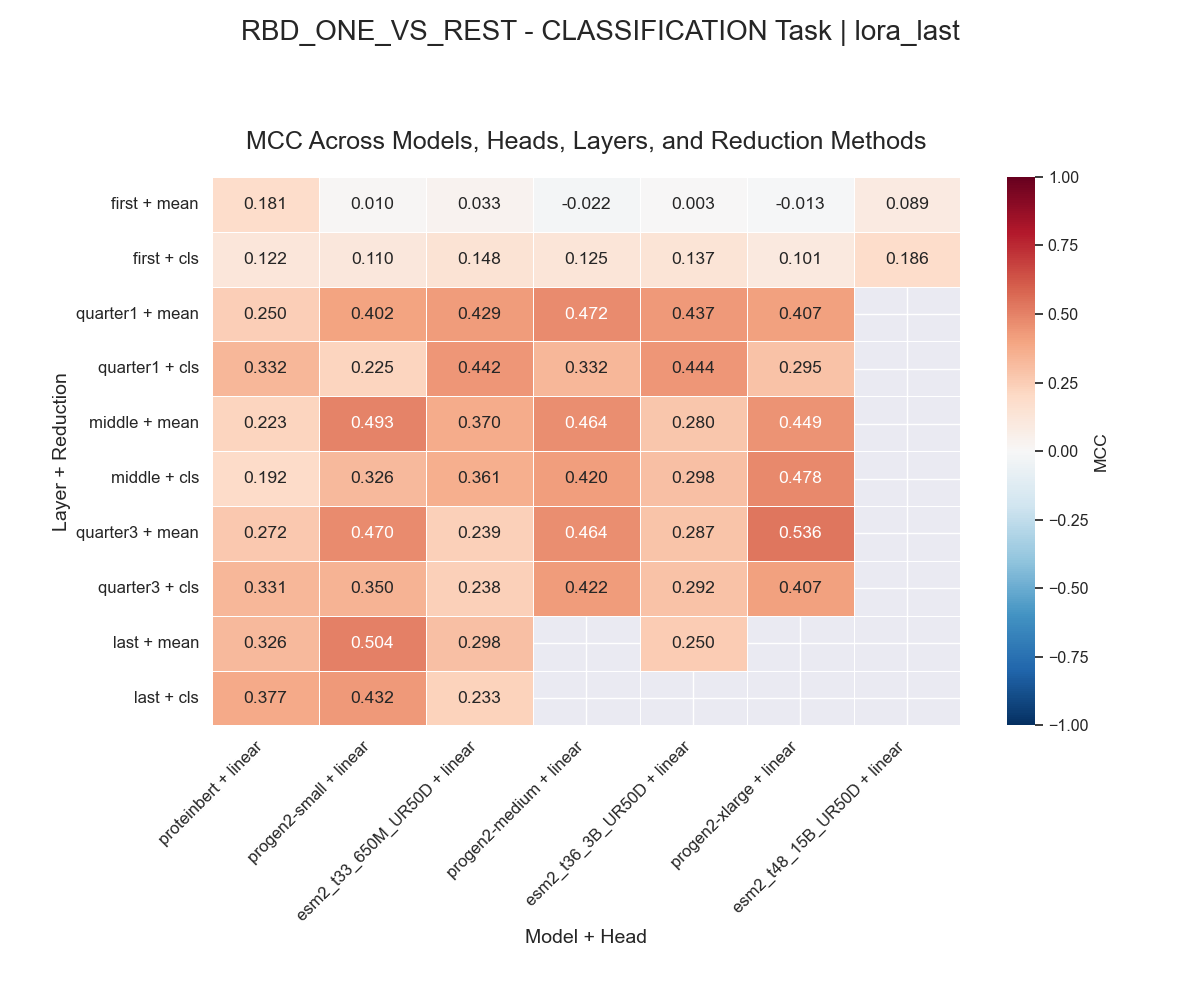 RBD_ONE_VS_REST - CLASSIFICATION Task | lora_last
MCC Across Models, Heads, Layers, and Reduction Methods
Layer + Reduction
first + mean 0.181 0.010 0.033 -0.022 0.003 -0.013 0.089
first + cls 0.122 0.110 0.148 0.125 0.137 0.101 0.186
quarter1 + mean 0.250 0.402 0.429 0.472 0.437 0.407
quarter1 + cls 0.332 0.225 0.442 0.332 0.444 0.295
middle + mean 0.223 0.493 0.370 0.464 0.280 0.449
middle + cls 0.192 0.326 0.361 0.420 0.298 0.478
quarter3 + mean 0.272 0.470 0.239 0.464 0.287 0.536
quarter3 + cls 0.331 0.350 0.238 0.422 0.292 0.407
last + mean 0.326 0.504 0.298 0.250
last + cls 0.377 0.432 0.233
proteinbert + linear
progen2-small + linear
esm2_t33_650M_UR50D + linear
progen2-medium + linear
esm2_t36_3B_UR50D + linear
progen2-xlarge + linear
esm2_t48_15B_UR50D + linear
Model + Head
1.00
0.75
0.50
0.25
0.00
−0.25
−0.50
−0.75
−1.00
MCC